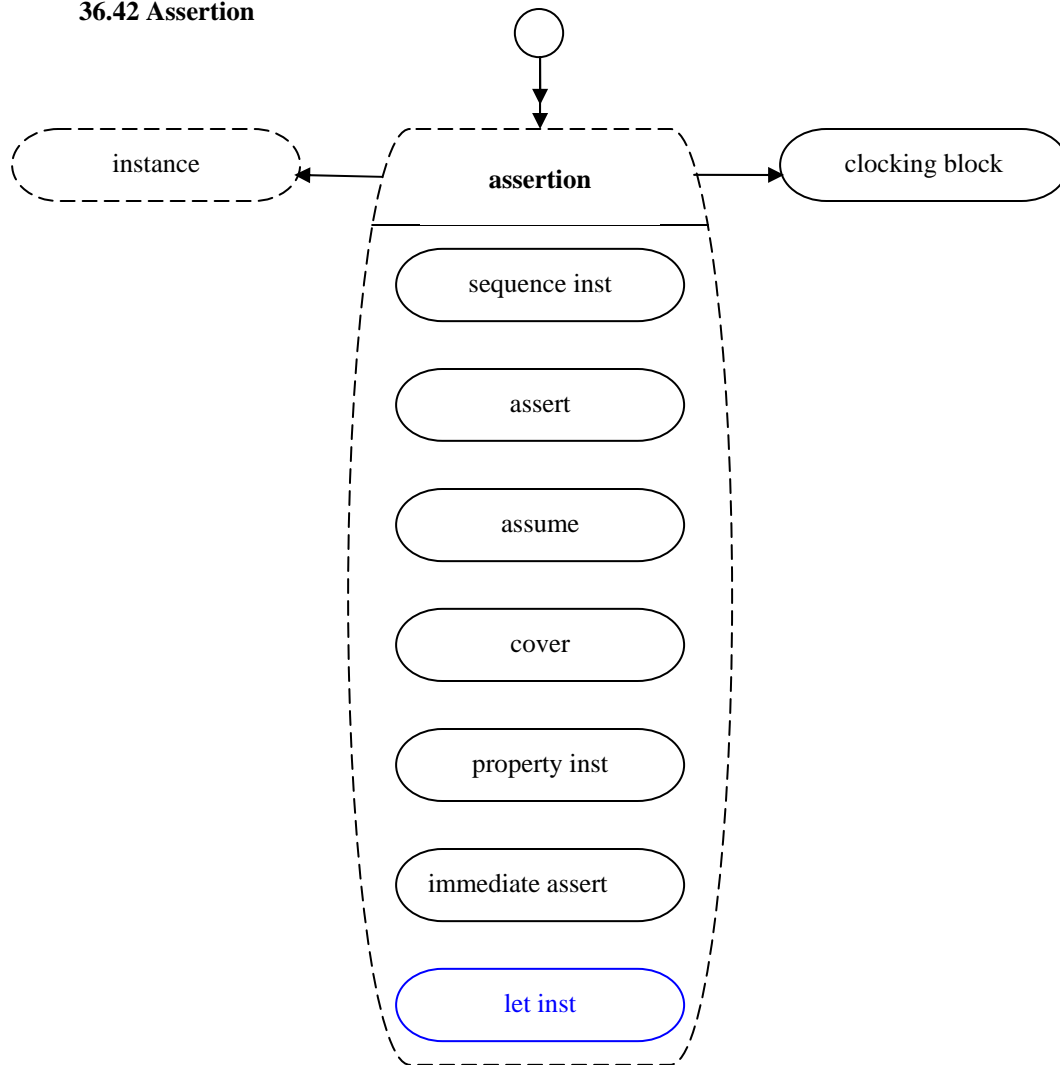 36.42 Assertion
instance
assertion
clocking block
sequence inst
assert
assume
cover
property inst
immediate assert
let inst